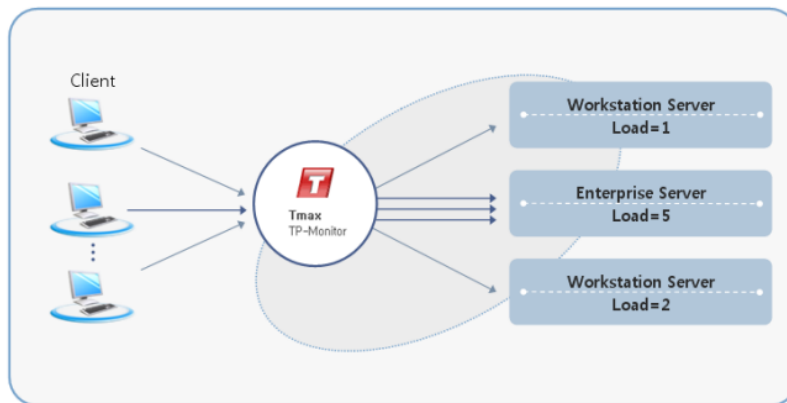 Client
T
Tmax
TP-Monitor
Workstation Server
Load=1
Enterprise Server
Load=5
Workstation Server
Load=2